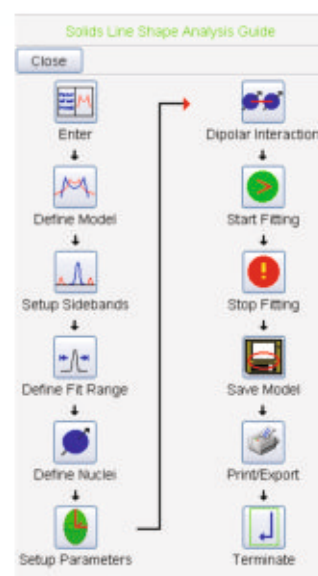 Solids Line Shape Analysis Guide
Close
Enter
Define Model
Setup Sidebands
Define Fit Range
Define Nuclei
Setup Parameters
Dipolar Interaction
Start Fitting
Stop Fitting
Save Model
Print/Export
Terminate